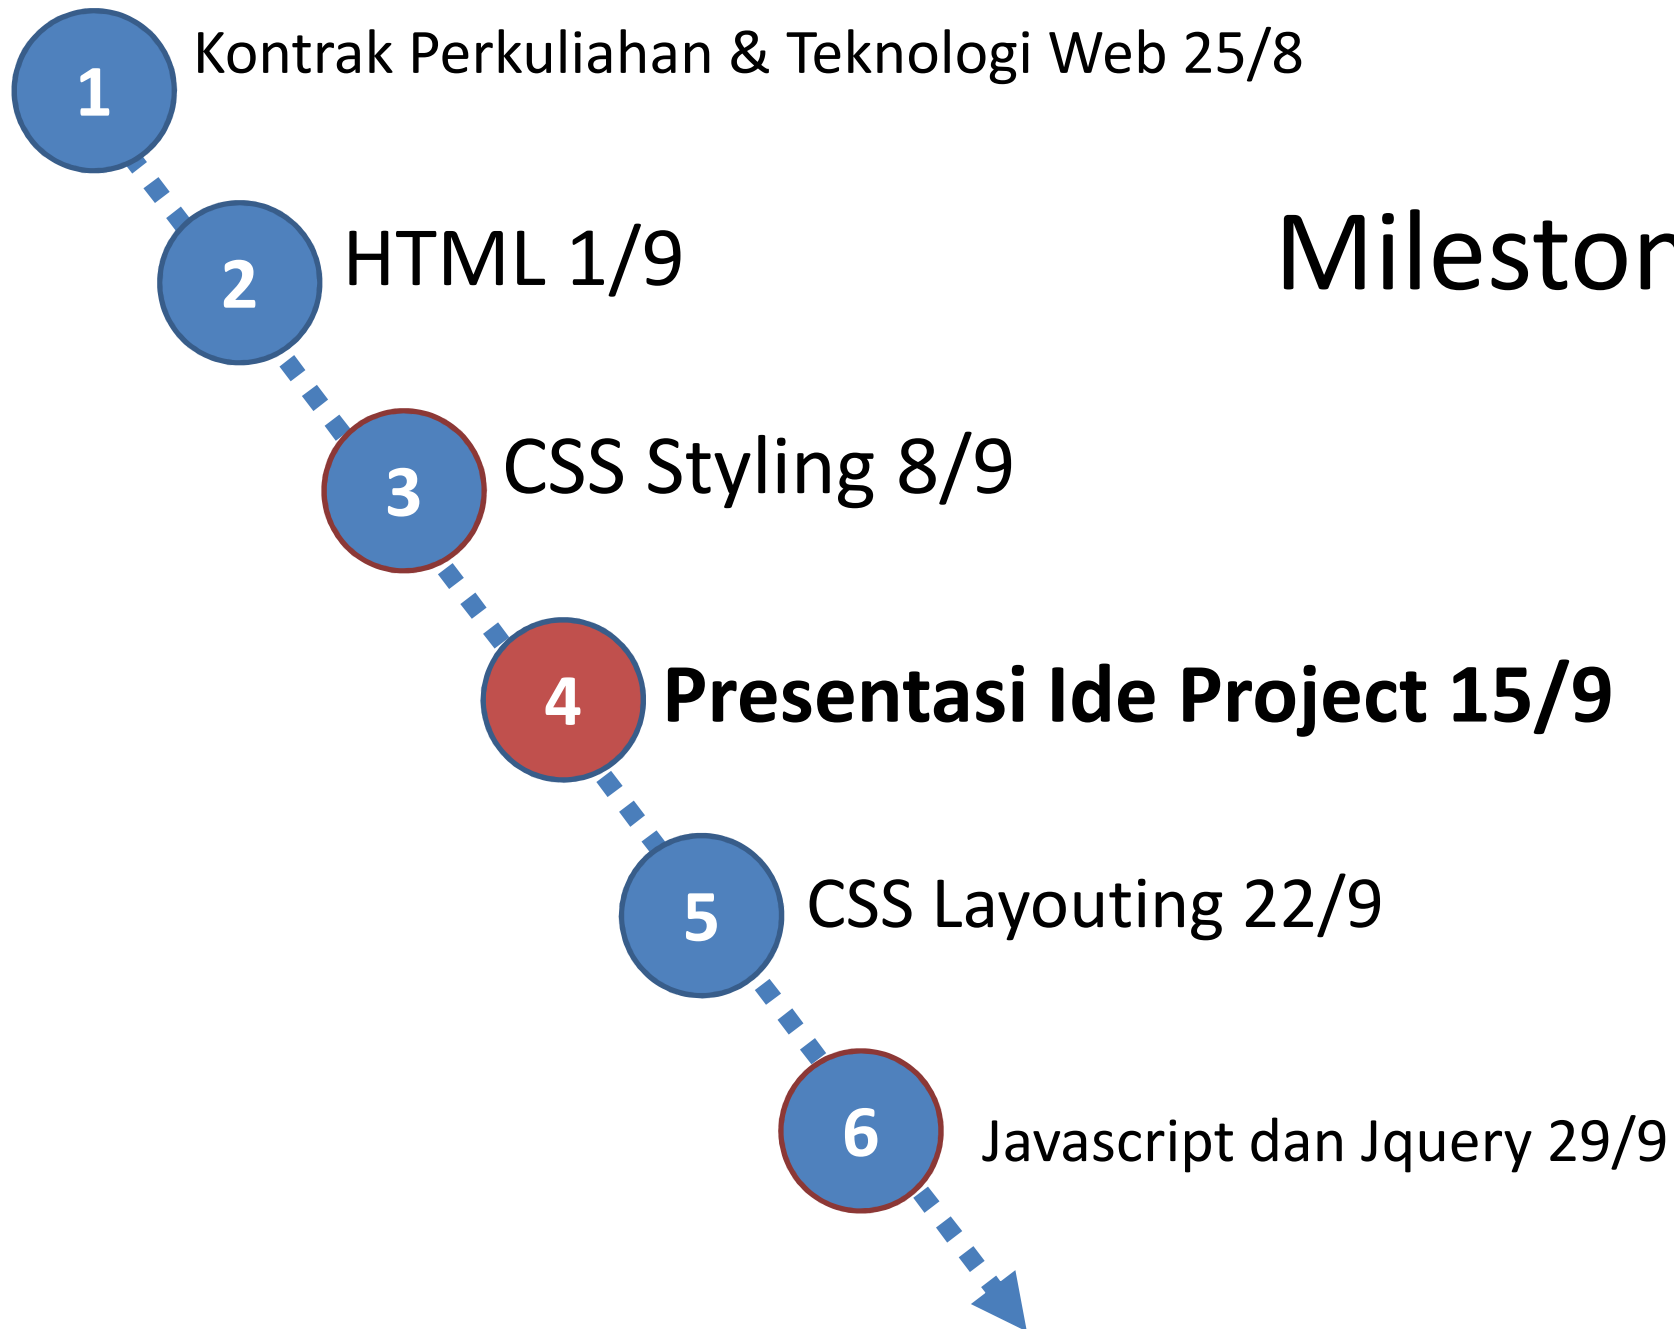 1 Kontrak Perkuliahan & Teknologi Web 25/8
Mileston
2 HTML 1/9
3 CSS Styling 8/9
4 Presentasi Ide Project 15/9
5 CSS Layouting 22/9
6 Javascript dan Jquery 29/9